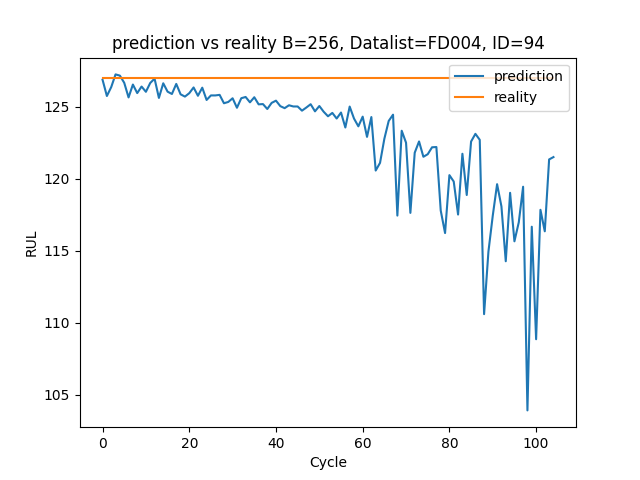 prediction vs reality B=256, Datalist=FD004, ID=94
prediction
reality
RUL
125
120
115
110
105
0 20 40 60 80 100
Cycle